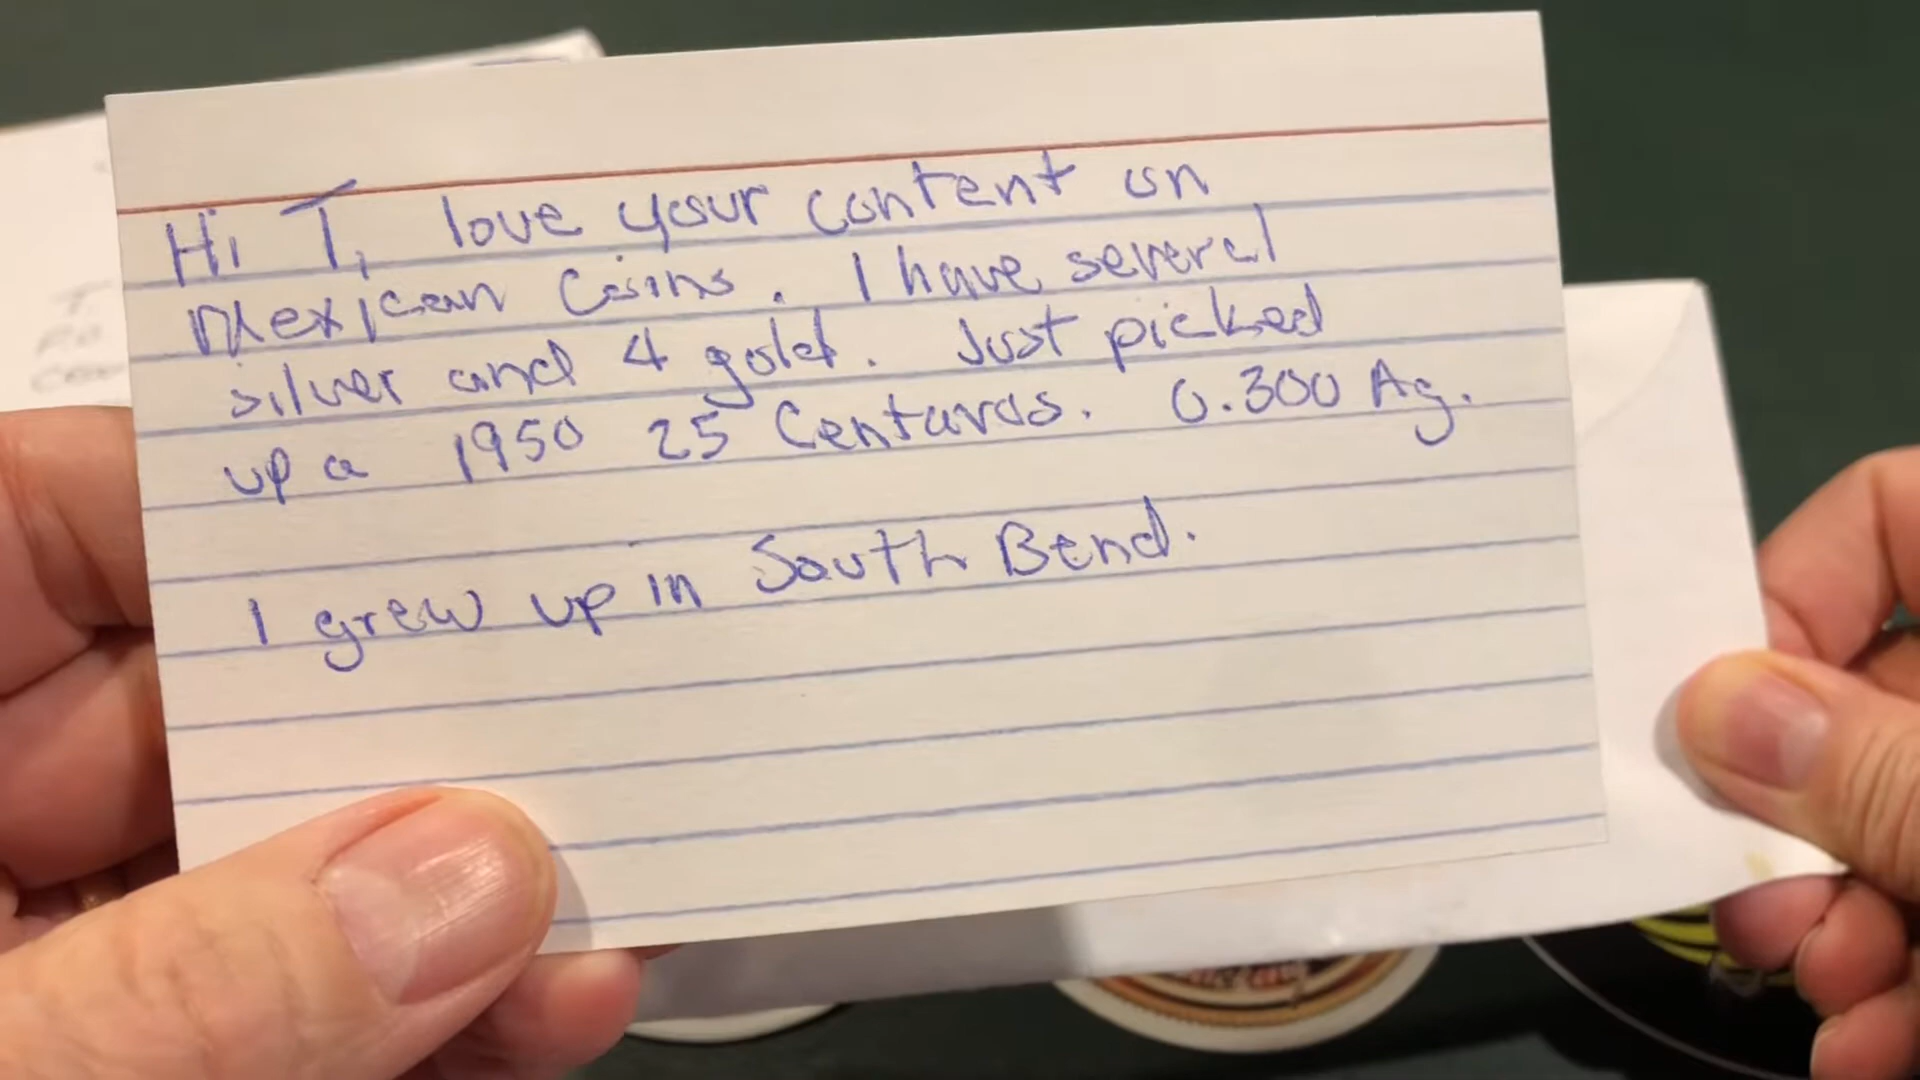 Hi T, love your content on
Mexican Coins. I have several
silver and 4 gold. Just picked
up a 1950 25 Centavos. 0.300 Ag.
I grew up in South Bend.